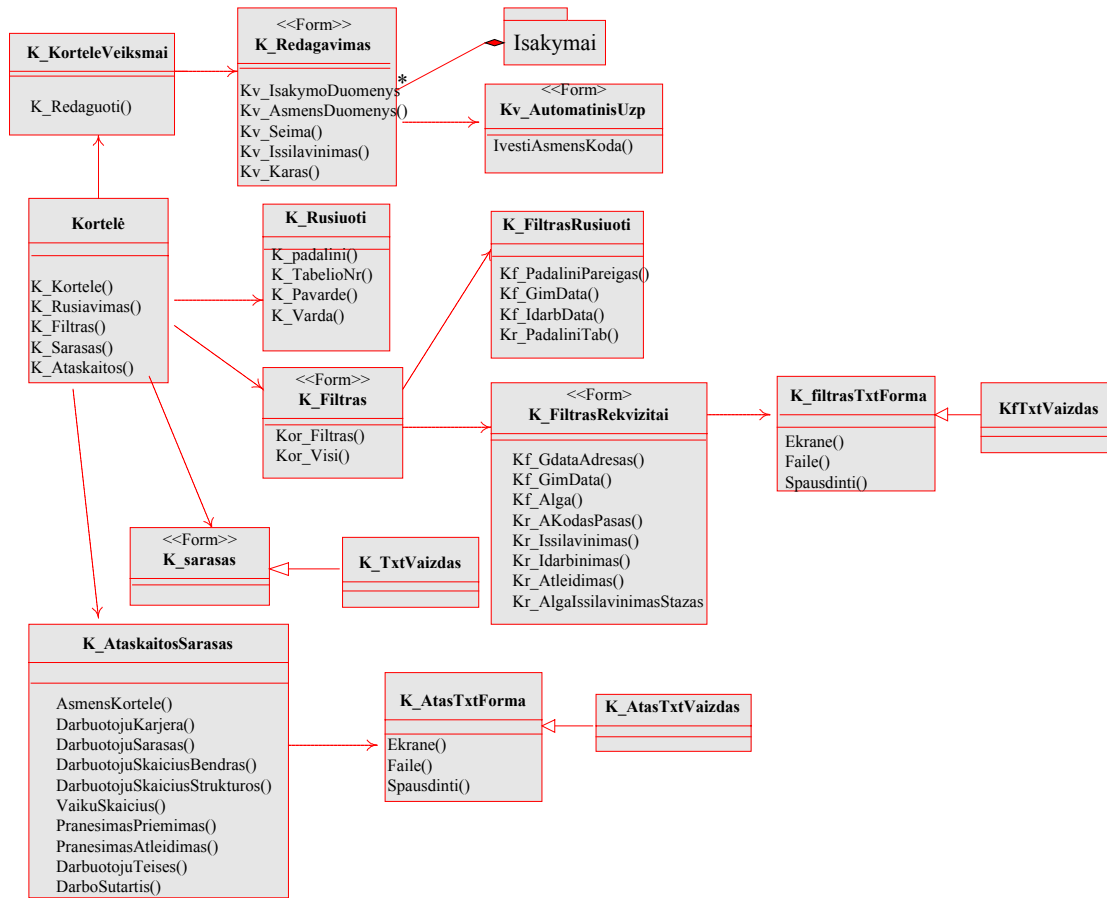 K_KorteleVeiksmai
K_Redaguoti()
<<Form>>
K_Redagavimas
Kv_IsakymoDuomenys
Kv_AsmensDuomenys()
Kv_Seima()
Kv_Issilavinimas()
Kv_Karas()
*
Isakymai
<<Form>
Kv_AutomatinisUzp
IvestiAsmensKoda()
Kortelė
K_Kortele()
K_Rusiavimas()
K_Filtras()
K_Sarasas()
K_Ataskaitos()
K_Rusiuoti
K_padalini()
K_TabelioNr()
K_Pavarde()
K_Varda()
K_FiltrasRusiuoti
Kf_PadaliniPareigas()
Kf_GimData()
Kf_IdarbData()
Kr_PadaliniTab()
<<Form>>
K_Filtras
Kor_Filtras()
Kor_Visi()
<<Form>
K_FiltrasRekvizitai
Kf_GdataAdresas()
Kf_GimData()
Kf_Alga()
Kr_AKodasPasas()
Kr_Issilavinimas()
Kr_Idarbinimas()
Kr_Atleidimas()
Kr_AlgaIssilavinimasStazas
K_filtrasTxtForma
Ekrane()
Faile()
Spausdinti()
KfTxtVaizdas
<<Form>>
K_sarasas
K_TxtVaizdas
K_AtaskaitosSarasas
AsmensKortele()
DarbuotojuKarjera()
DarbuotojuSarasas()
DarbuotojuSkaiciusBendras()
DarbuotojuSkaiciusStrukturos()
VaikuSkaicius()
PranesimasPriemimas()
PranesimasAtleidimas()
DarbuotojuTeises()
DarboSutartis()
K_AtasTxtForma
Ekrane()
Faile()
Spausdinti()
K_AtasTxtVaizdas